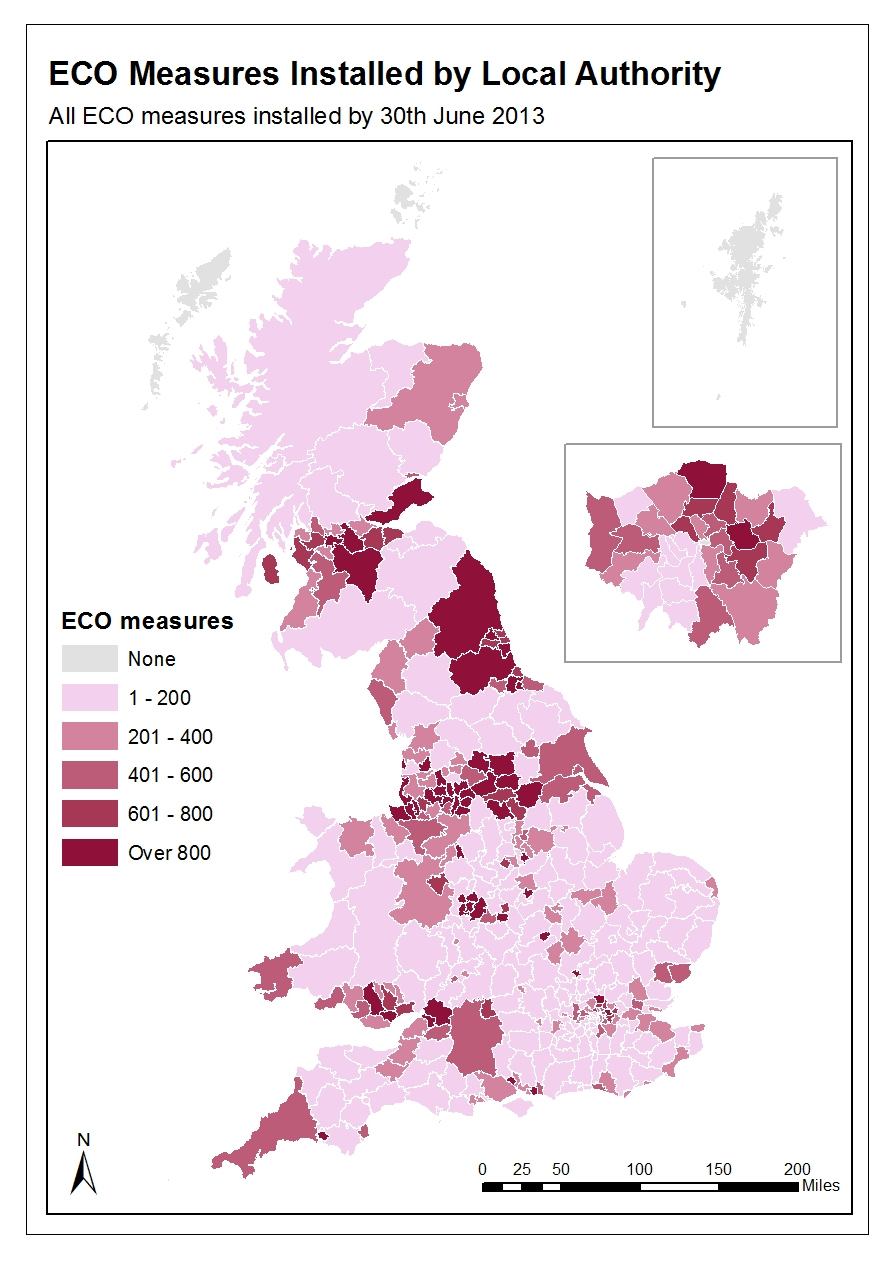 ECO Measures Installed by Local Authority
All ECO measures installed by 30th June 2013
ECO measures
None
1 - 200
201 - 400
401 - 600
601 - 800
Over 800
N
0 25 50 100 150 200
Miles